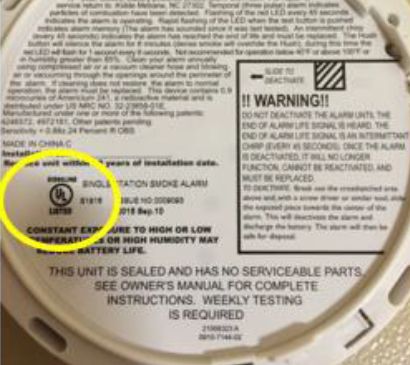 service return to: Kidde Mebane, NC 27302. Temporal (three pulse) alarm indicates
particles of combustion have been detected. Flashing of the red LED every 45 seconds
indicates the alarm is operating. Rapid flashing of the LED when the test button is pushed
indicates alarm memory (The alarm has sounded since it was last tested). An intermittent chirp
(every 45 seconds) indicates the alarm has reached the end of life and must be replaced. The Hush
button will silence the alarm for 8 minutes (dense smoke will override the Hush), during this time the
red LED will flash for 1 second every 8 seconds. Not recommended for operation below 40°F or above 100°F or
in humidity greater than 85%. Clean your alarm annually
using compressed air or a vacuum cleaner hose and blowing
air or vacuuming through the openings around the perimeter of
the alarm. If cleaning does not restore the alarm to normal
operation, the alarm must be replaced. This device contains 0.9
microcurie of Americium 241, a radioactive material and is
distributed under US NRC NO. 32-23858-01E.
Manufactured under one or more of the following patents:
Other patents pending.
Sensitivity = 0.66± 24 Percent ft OBS.
MADE IN CHINA C
Install
unit within years of installation date.
UL
LISTED
SINGLE STATION SMOKE ALARM
ISSUE NO:
2018 Sep.10
CONSTANT EXPOSURE TO HIGH OR LOW
TEMPERATURES OR HIGH HUMIDITY MAY
REDUCE BATTERY LIFE.
SLIDE TO
DEACTIVATE
!! WARNING!!
DO NOT DEACTIVATE THE ALARM UNTIL THE
END OF ALARM LIFE SIGNAL IS HEARD. THE
END OF ALARM LIFE SIGNAL IS AN INTERMITTANT
CHIRP (EVERY 45 SECONDS). ONCE THE ALARM
IS DEACTIVATED, IT WILL NO LONGER
FUNCTION, CANNOT BE REACTIVATED, AND
MUST BE REPLACED.
TO DEACTIVATE: Break out the crosshatched area
above and, with a screw driver or similar tool, slide
the exposed piece towards the center of the
alarm. This will deactivate the alarm and
discharge the battery. The alarm will then be
safe for disposal.
THIS UNIT IS SEALED AND HAS NO SERVICEABLE PARTS.
SEE OWNER'S MANUAL FOR COMPLETE
INSTRUCTIONS. WEEKLY TESTING
IS REQUIRED
0910-7144-02